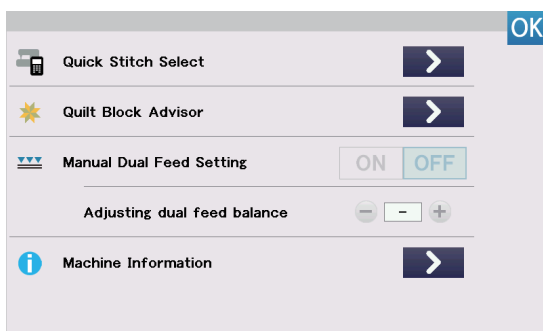 OK
Quick Stitch Select
Quilt Block Advisor
Manual Dual Feed Setting ON OFF
Adjusting dual feed balance - - +
Machine Information